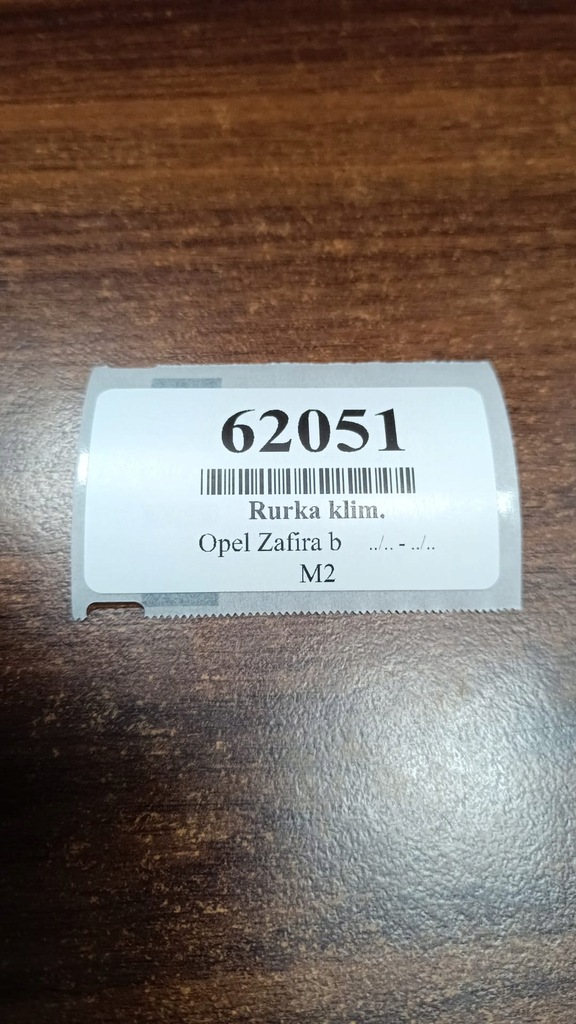 62051
Rurka klim.
Opel Zafira b ../.. - ../..
M2